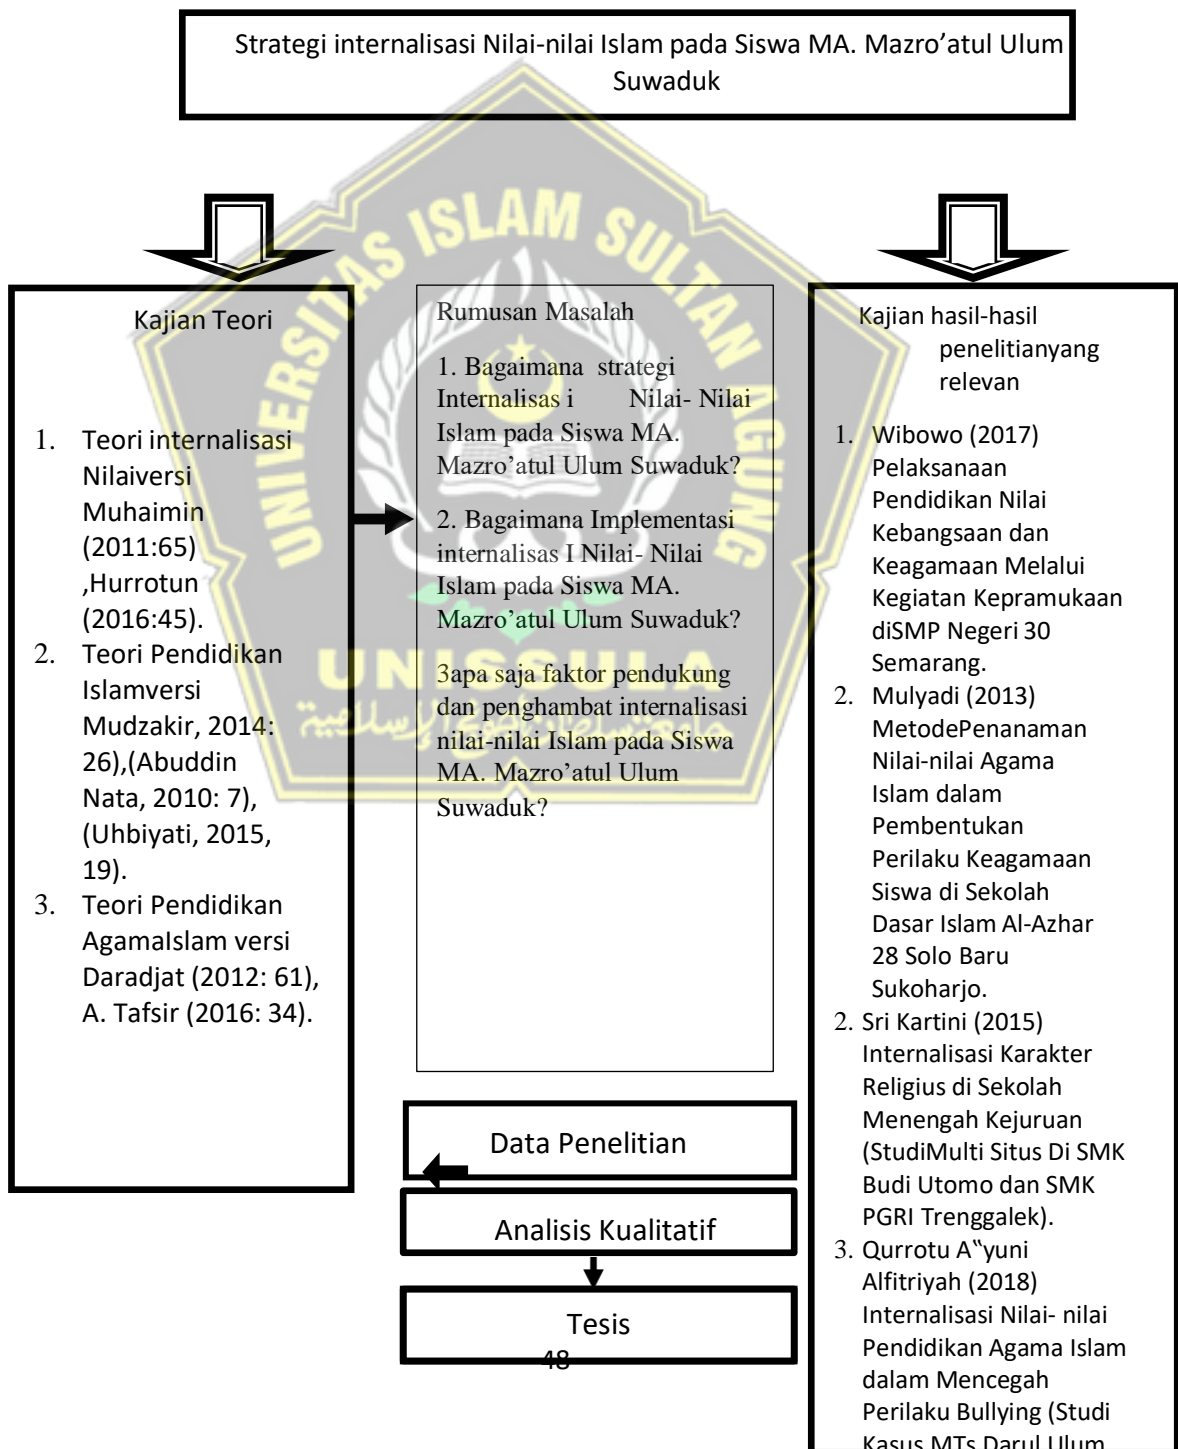 Strategi internalisasi Nilai-nilai Islam pada Siswa MA. Mazro’atul Ulum
Suwaduk
Kajian Teori
1. Teori internalisasi
Nilaiversi
Muhaimin
(2011:65)
,Hurrotun
(2016:45).
2. Teori Pendidikan
Islamversi
Mudzakir, 2014:
26),(Abuddin
Nata, 2010: 7),
(Uhbiyati, 2015,
19).
3. Teori Pendidikan
AgamaIslam versi
Daradjat (2012: 61),
A. Tafsir (2016: 34).
Rumusan Masalah
1. Bagaimana strategi
Internalisas i Nilai- Nilai
Islam pada Siswa MA.
Mazro’atul Ulum Suwaduk?
2. Bagaimana Implementasi
internalisas I Nilai- Nilai
Islam pada Siswa MA.
Mazro’atul Ulum Suwaduk?
3apa saja faktor pendukung
dan penghambat internalisasi
nilai-nilai Islam pada Siswa
MA. Mazro’atul Ulum
Suwaduk?
Kajian hasil-hasil
penelitianyang
relevan
1. Wibowo (2017)
Pelaksanaan
Pendidikan Nilai
Kebangsaan dan
Keagamaan Melalui
Kegiatan Kepramukaan
diSMP Negeri 30
Semarang.
2. Mulyadi (2013)
MetodePenanaman
Nilai-nilai Agama
Islam dalam
Pembentukan
Perilaku Keagamaan
Siswa di Sekolah
Dasar Islam Al-Azhar
28 Solo Baru
Sukoharjo.
2. Sri Kartini (2015)
Internalisasi Karakter
Religius di Sekolah
Menengah Kejuruan
(StudiMulti Situs Di SMK
Budi Utomo dan SMK
PGRI Trenggalek).
3. Qurrotu A‟yuni
Alfitriyah (2018)
Internalisasi Nilai- nilai
Pendidikan Agama Islam
dalam Mencegah
Perilaku Bullying (Studi
Kasus MTs Darul Ulum
Data Penelitian
Analisis Kualitatif
Tesis
48
UNIVERSITAS ISLAM SULTAN AGUNG
UNISSULA
جامعة سلطان أجونج الإسلامية